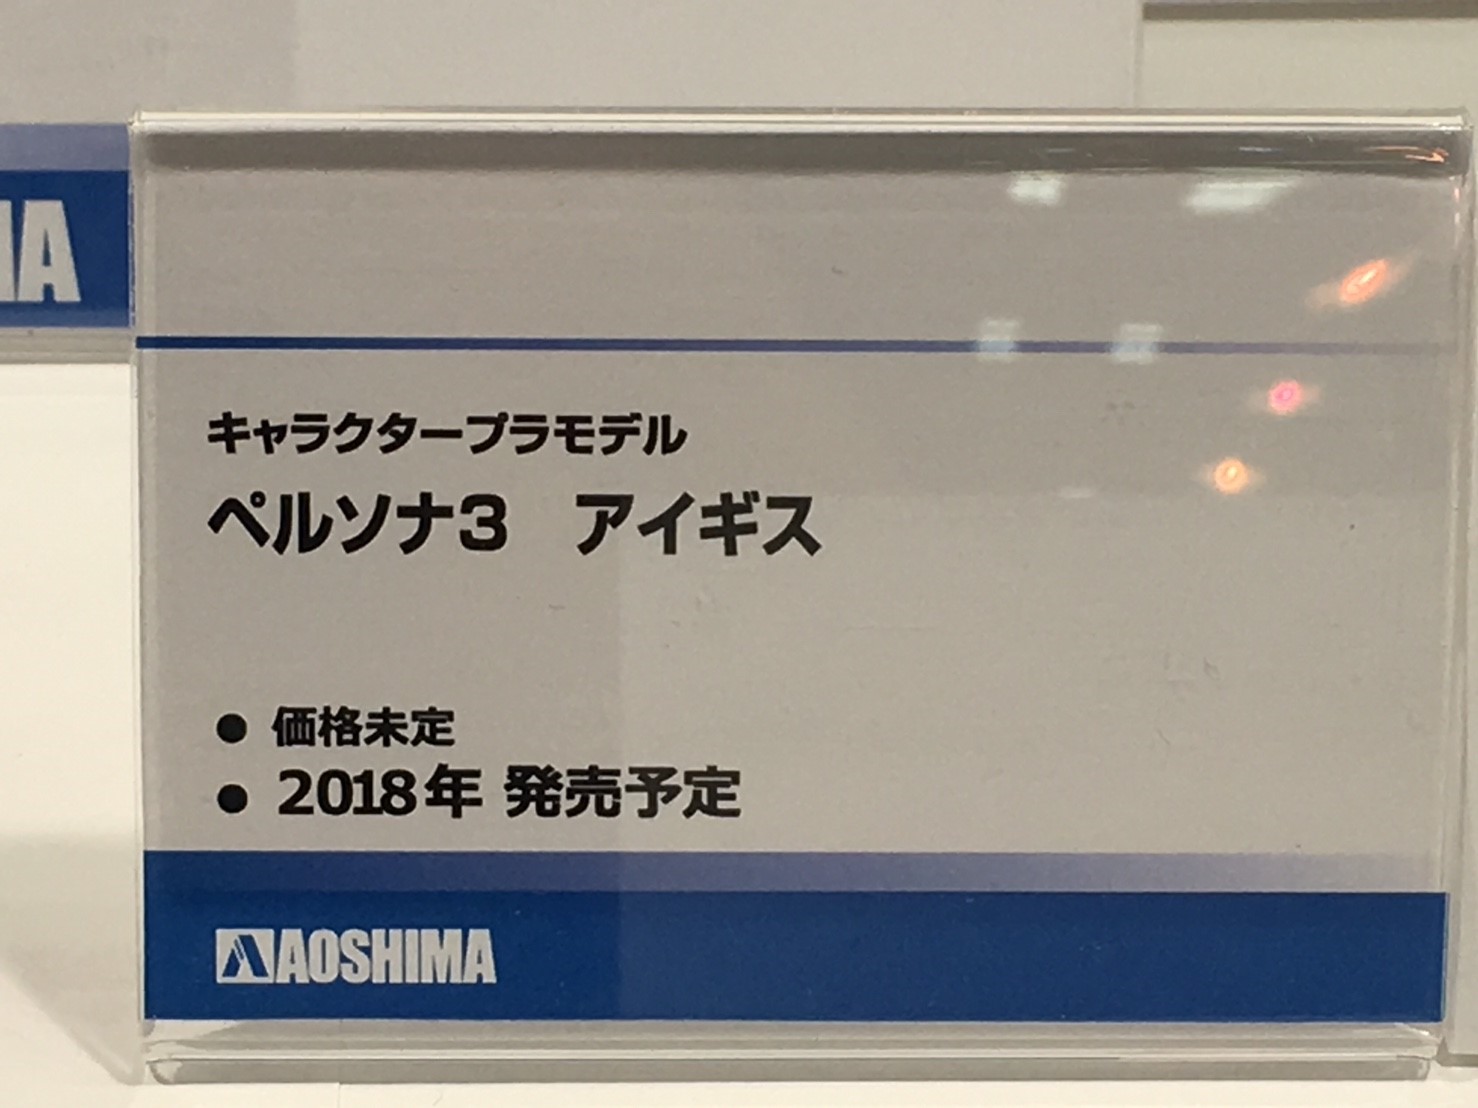 キャラクタープラモデル
ペルソナ3　アイギス
● 価格未定
● 2018年 発売予定
AOSHIMA